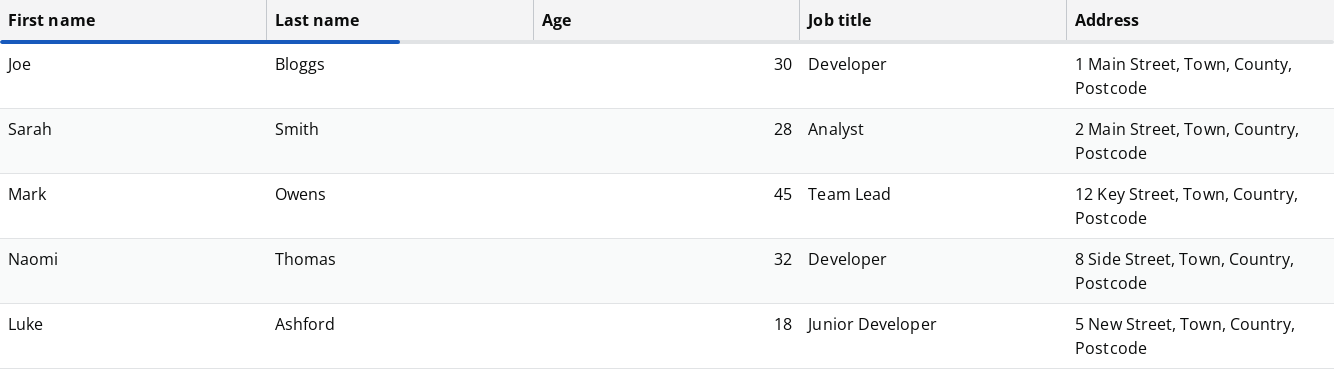 First name Last name Age Job title Address
Joe Bloggs 30 Developer 1 Main Street, Town, County,
Postcode
Sarah Smith 28 Analyst 2 Main Street, Town, Country,
Postcode
Mark Owens 45 Team Lead 12 Key Street, Town, Country,
Postcode
Naomi Thomas 32 Developer 8 Side Street, Town, Country,
Postcode
Luke Ashford 18 Junior Developer 5 New Street, Town, Country,
Postcode